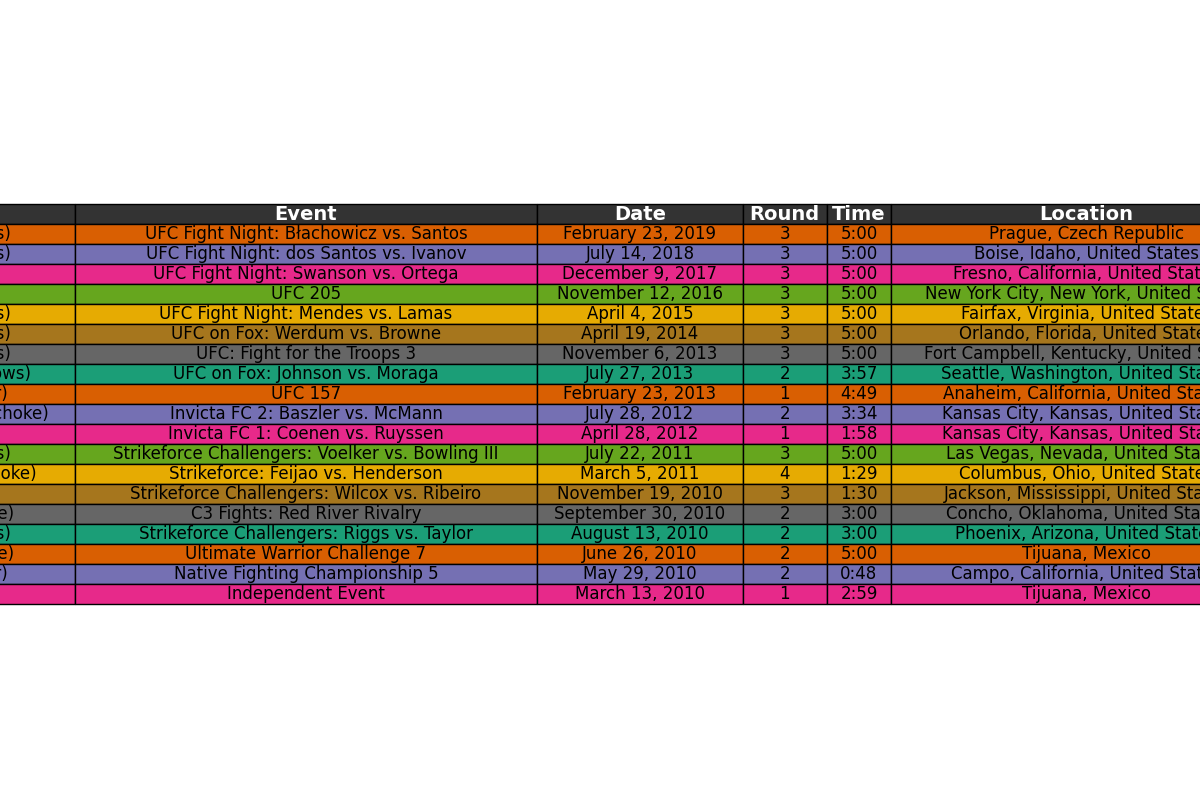 Event Date Round Time Location
s) UFC Fight Night: Błachowicz vs. Santos February 23, 2019 3 5:00 Prague, Czech Republic
s) UFC Fight Night: dos Santos vs. Ivanov July 14, 2018 3 5:00 Boise, Idaho, United States
UFC Fight Night: Swanson vs. Ortega December 9, 2017 3 5:00 Fresno, California, United Stat
UFC 205 November 12, 2016 3 5:00 New York City, New York, United S
s) UFC Fight Night: Mendes vs. Lamas April 4, 2015 3 5:00 Fairfax, Virginia, United State
s) UFC on Fox: Werdum vs. Browne April 19, 2014 3 5:00 Orlando, Florida, United State
s) UFC: Fight for the Troops 3 November 6, 2013 3 5:00 Fort Campbell, Kentucky, United S
ows) UFC on Fox: Johnson vs. Moraga July 27, 2013 2 3:57 Seattle, Washington, United Sta
r) UFC 157 February 23, 2013 1 4:49 Anaheim, California, United Sta
choke) Invicta FC 2: Baszler vs. McMann July 28, 2012 2 3:34 Kansas City, Kansas, United Sta
Invicta FC 1: Coenen vs. Ruyssen April 28, 2012 1 1:58 Kansas City, Kansas, United Sta
s) Strikeforce Challengers: Voelker vs. Bowling III July 22, 2011 3 5:00 Las Vegas, Nevada, United Sta
oke) Strikeforce: Feijao vs. Henderson March 5, 2011 4 1:29 Columbus, Ohio, United State
Strikeforce Challengers: Wilcox vs. Ribeiro November 19, 2010 3 1:30 Jackson, Mississippi, United Sta
e) C3 Fights: Red River Rivalry September 30, 2010 2 3:00 Concho, Oklahoma, United Sta
s) Strikeforce Challengers: Riggs vs. Taylor August 13, 2010 2 3:00 Phoenix, Arizona, United State
e) Ultimate Warrior Challenge 7 June 26, 2010 2 5:00 Tijuana, Mexico
r) Native Fighting Championship 5 May 29, 2010 2 0:48 Campo, California, United Stat
Independent Event March 13, 2010 1 2:59 Tijuana, Mexico